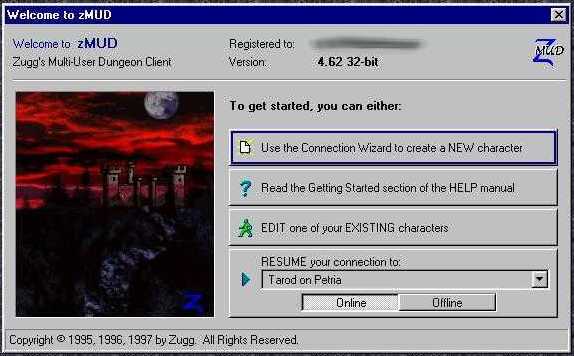 Welcome to zMUD
Welcome to zMUD
Zugg's Multi-User Dungeon Client
Registered to:
Version: 4.62 32-bit
Z MUD
To get started, you can either:
Use the Connection Wizard to create a NEW character
Read the Getting Started section of the HELP manual
EDIT one of your EXISTING characters
RESUME your connection to:
Tarod on Petria
Online Offline
Z
Copyright © 1995, 1996, 1997 by Zugg. All Rights Reserved.